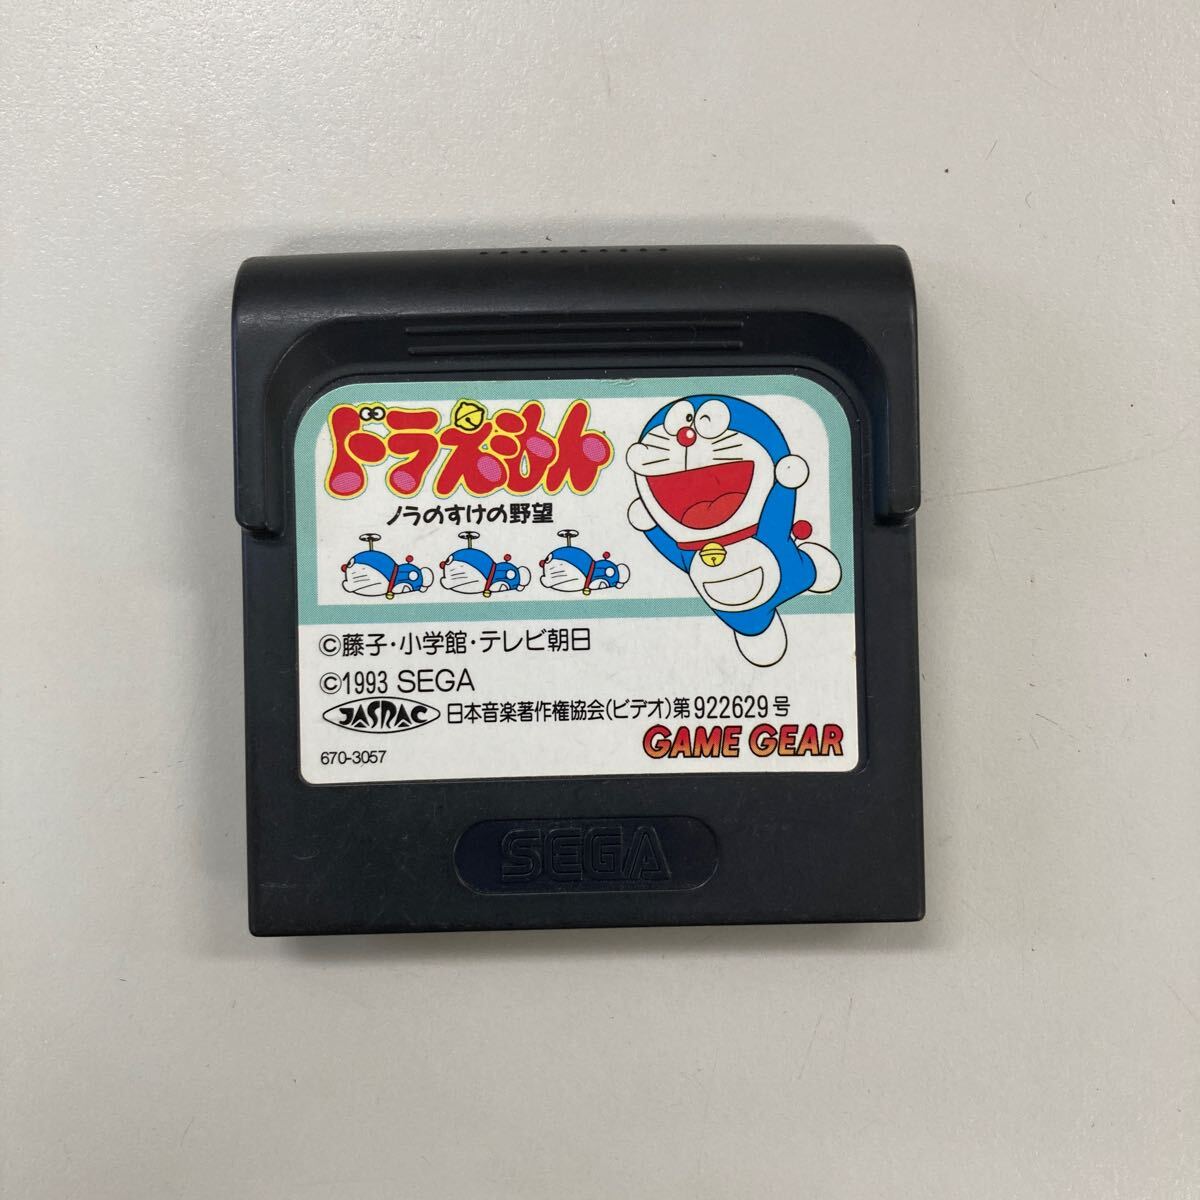 ドラえもん
ノラのすけの野望
©藤子・小学館・テレビ朝日
©1993 SEGA
JASRAC 日本音楽著作権協会(ビデオ)第922629号
GAME GEAR
670-3057
SEGA